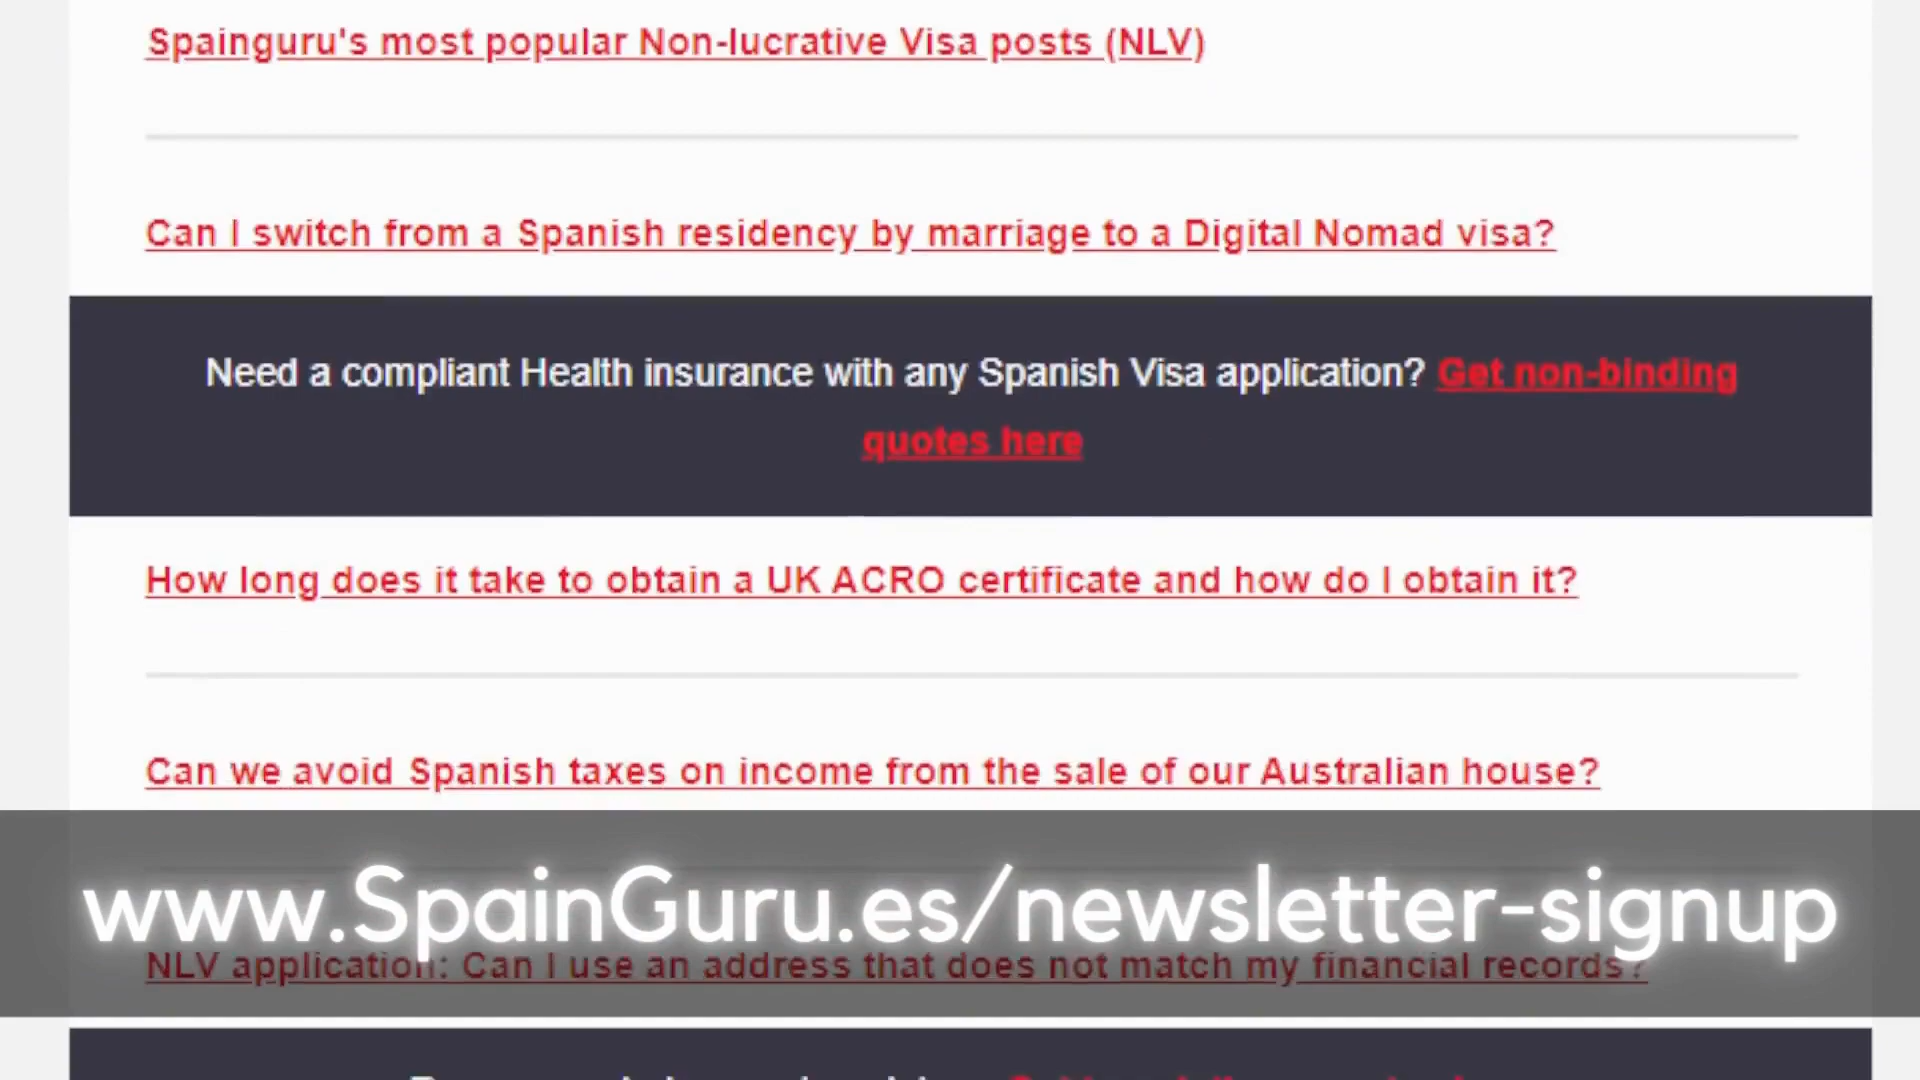 Spainguru's most popular Non-lucrative Visa posts (NLV)
Can I switch from a Spanish residency by marriage to a Digital Nomad visa?
Need a compliant Health insurance with any Spanish Visa application? Get non-binding
quotes here
How long does it take to obtain a UK ACRO certificate and how do I obtain it?
Can we avoid Spanish taxes on income from the sale of our Australian house?
www.SpainGuru.es/newsletter-signup
NLV application: Can I use an address that does not match my financial records?